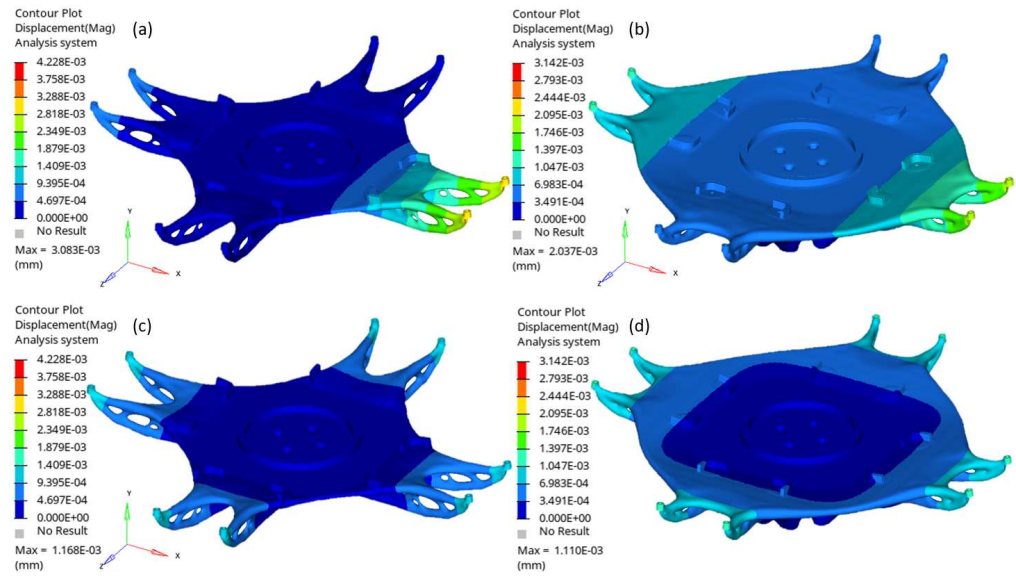 Contour Plot
Displacement(Mag)
Analysis system
(a)
4.228E-03
3.758E-03
3.288E-03
2.818E-03
2.349E-03
1.879E-03
1.409E-03
9.395E-04
4.697E-04
0.000E+00
No Result
Max = 3.083E-03
(mm)
Y
X
Z
Contour Plot
Displacement(Mag)
Analysis system
(b)
3.142E-03
2.793E-03
2.444E-03
2.095E-03
1.746E-03
1.397E-03
1.047E-03
6.983E-04
3.491E-04
0.000E+00
No Result
Max = 2.037E-03
(mm)
Y
X
Z
Contour Plot
Displacement(Mag)
Analysis system
(c)
4.228E-03
3.758E-03
3.288E-03
2.818E-03
2.349E-03
1.879E-03
1.409E-03
9.395E-04
4.697E-04
0.000E+00
No Result
Max = 1.168E-03
(mm)
Y
X
Z
Contour Plot
Displacement(Mag)
Analysis system
(d)
3.142E-03
2.793E-03
2.444E-03
2.095E-03
1.746E-03
1.397E-03
1.047E-03
6.983E-04
3.491E-04
0.000E+00
No Result
Max = 1.110E-03
(mm)
Y
X
Z